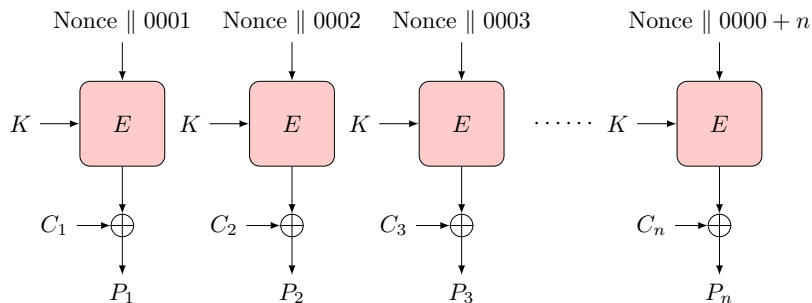 Nonce ∥ 0001 Nonce ∥ 0002 Nonce ∥ 0003 Nonce ∥ 0000 + n
K E K E K E ······ K E
C₁ C₂ C₃ Cₙ
P₁ P₂ P₃ Pₙ